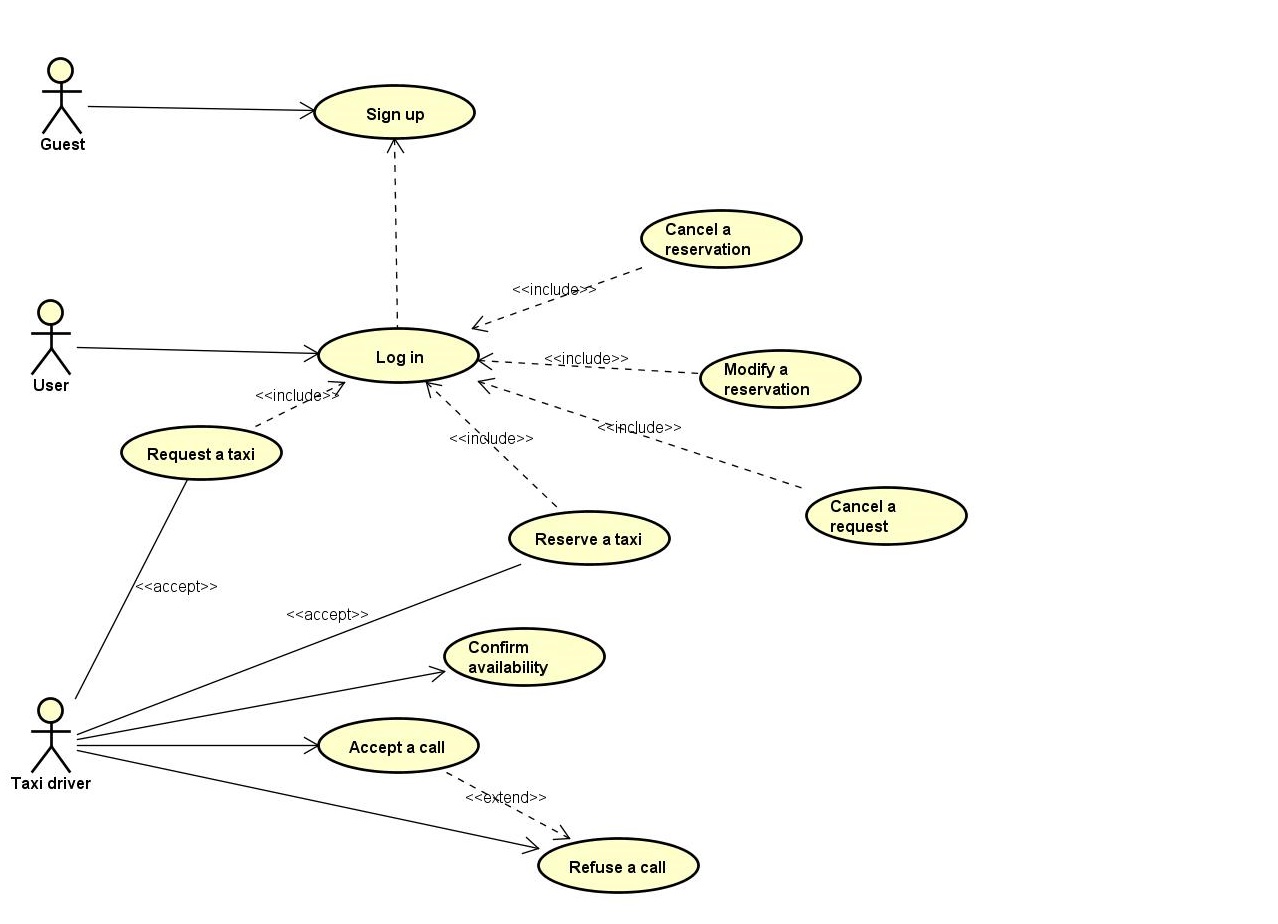 Sign up
Guest
Cancel a
reservation
<<include>>
User
Log in
<<include>>
Modify a
reservation
<<include>>
<<include>>
<<include>>
Request a taxi
Cancel a
request
Reserve a taxi
<<accept>>
<<accept>>
Confirm
availability
Taxi driver
Accept a call
<<extend>>
Refuse a call